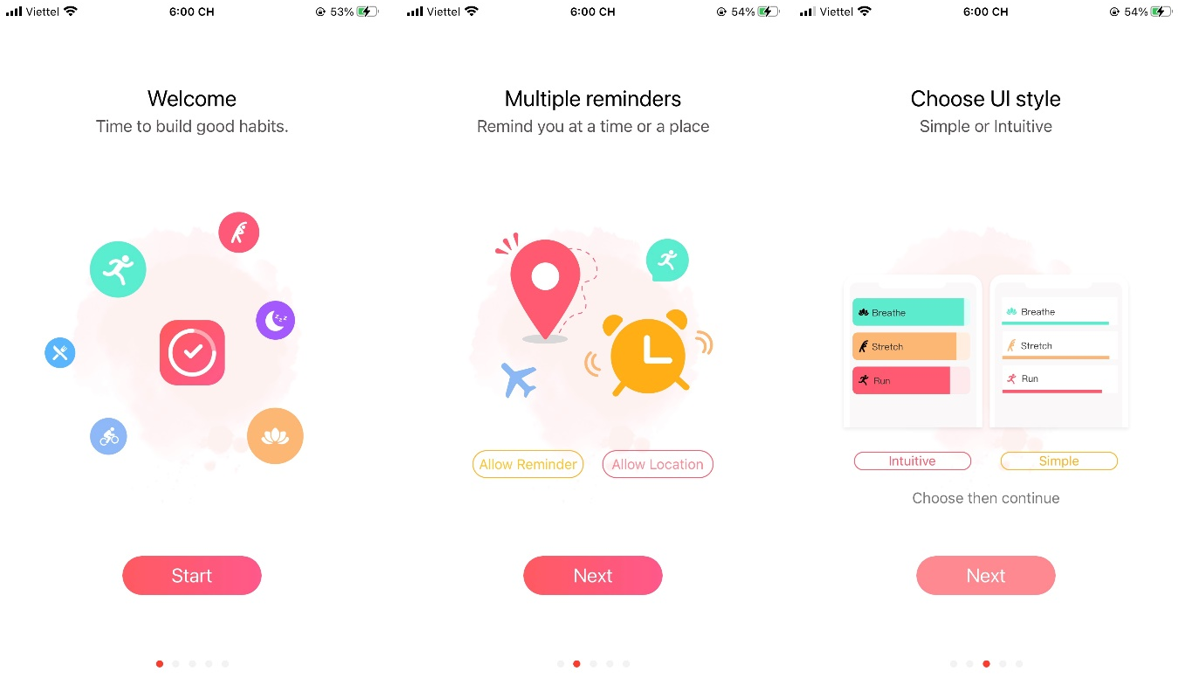 Viettel
6:00 CH
53%
Welcome
Time to build good habits.
z z z
Start
Viettel
6:00 CH
54%
Multiple reminders
Remind you at a time or a place
Allow Reminder
Allow Location
Next
Viettel
6:00 CH
54%
Choose UI style
Simple or Intuitive
Breathe
Stretch
Run
Breathe
Stretch
Run
Intuitive
Simple
Choose then continue
Next